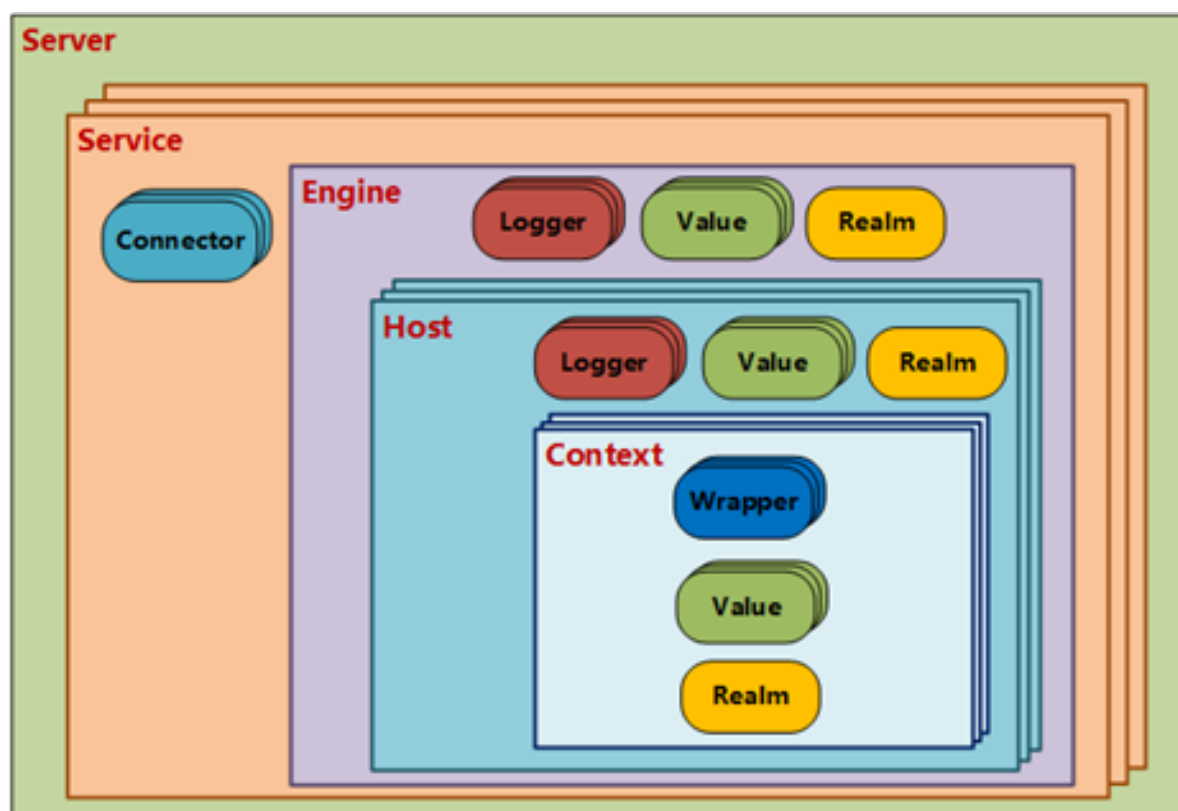 Server
Service
Connector
Engine
Logger
Value
Realm
Host
Logger
Value
Realm
Context
Wrapper
Value
Realm